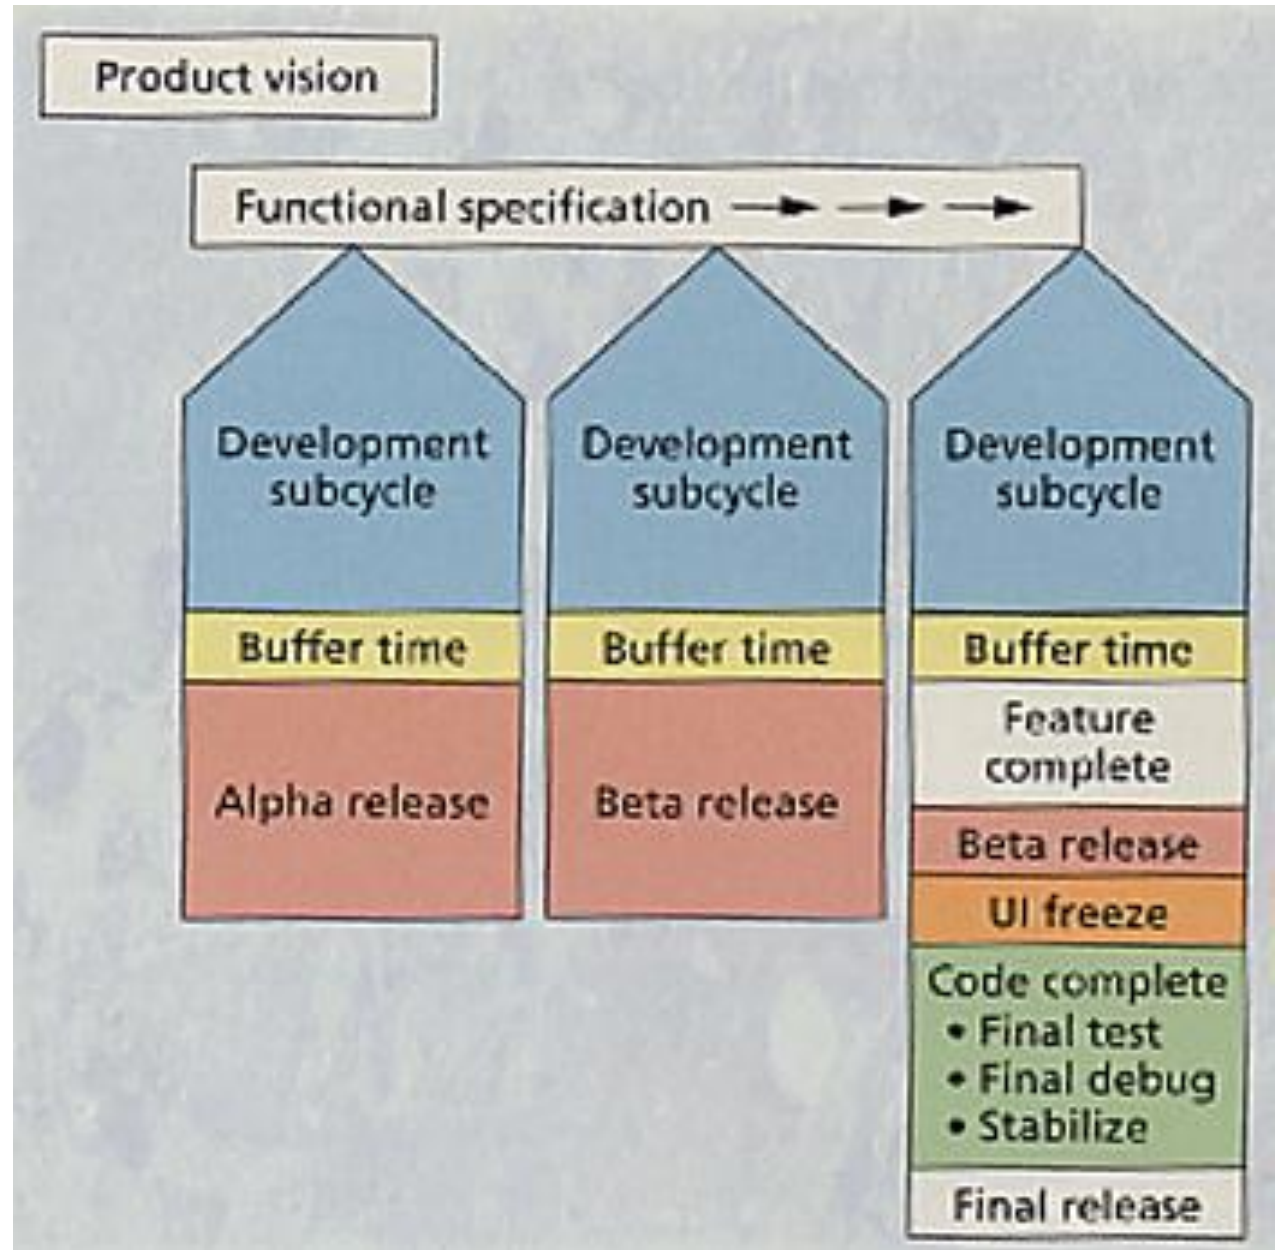 Product vision
Functional specification
Development
subcycle
Buffer time
Alpha release
Development
subcycle
Buffer time
Beta release
Development
subcycle
Buffer time
Feature
complete
Beta release
UI freeze
Code complete
• Final test
• Final debug
• Stabilize
Final release